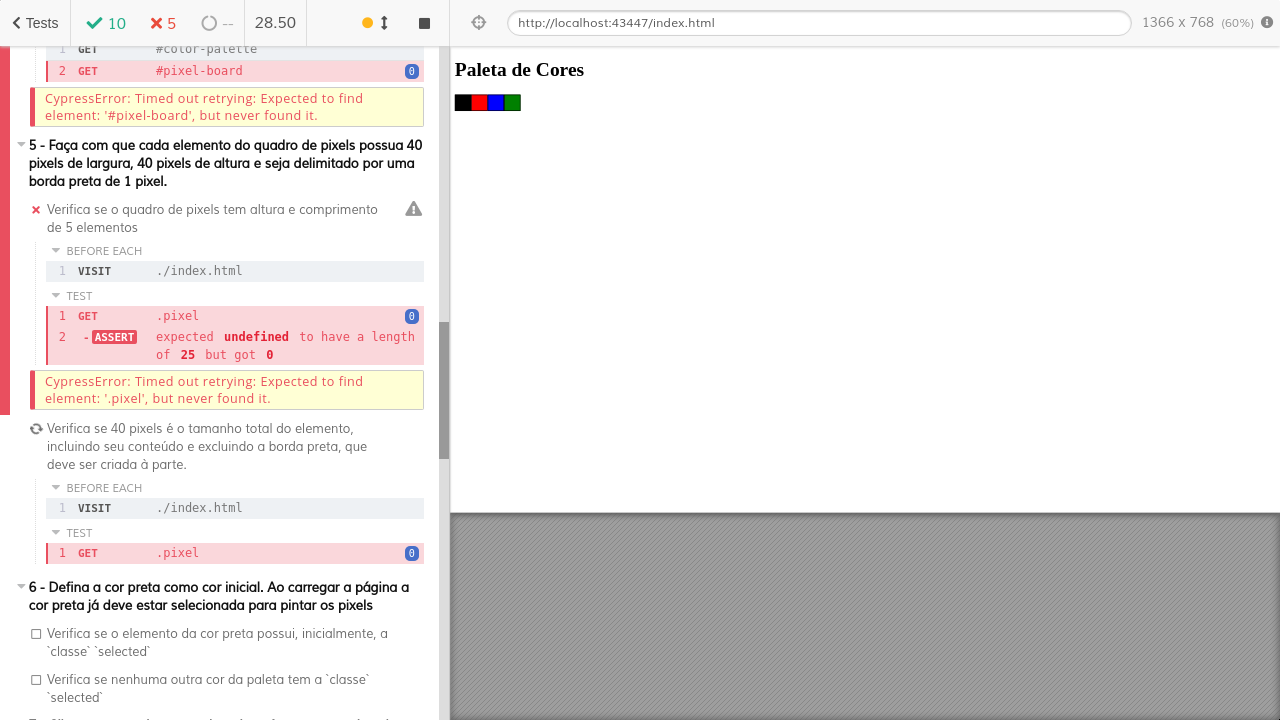 Tests 10 5 -- 28.50 http://localhost:43447/index.html 1366 x 768 (60%)
1 GET #color-palette
2 GET #pixel-board 0
CypressError: Timed out retrying: Expected to find
element: '#pixel-board', but never found it.
5 - Faça com que cada elemento do quadro de pixels possua 40
pixels de largura, 40 pixels de altura e seja delimitado por uma
borda preta de 1 pixel.
Verifica se o quadro de pixels tem altura e comprimento
de 5 elementos
BEFORE EACH
1 VISIT ./index.html
TEST
1 GET .pixel 0
2 -ASSERT expected undefined to have a length
of 25 but got 0
CypressError: Timed out retrying: Expected to find
element: '.pixel', but never found it.
Verifica se 40 pixels é o tamanho total do elemento,
incluindo seu conteúdo e excluindo a borda preta, que
deve ser criada à parte.
BEFORE EACH
1 VISIT ./index.html
TEST
1 GET .pixel 0
6 - Defina a cor preta como cor inicial. Ao carregar a página a
cor preta já deve estar selecionada para pintar os pixels
Verifica se o elemento da cor preta possui, inicialmente, a
`classe` `selected`
Verifica se nenhuma outra cor da paleta tem a `classe`
`selected`
Paleta de Cores